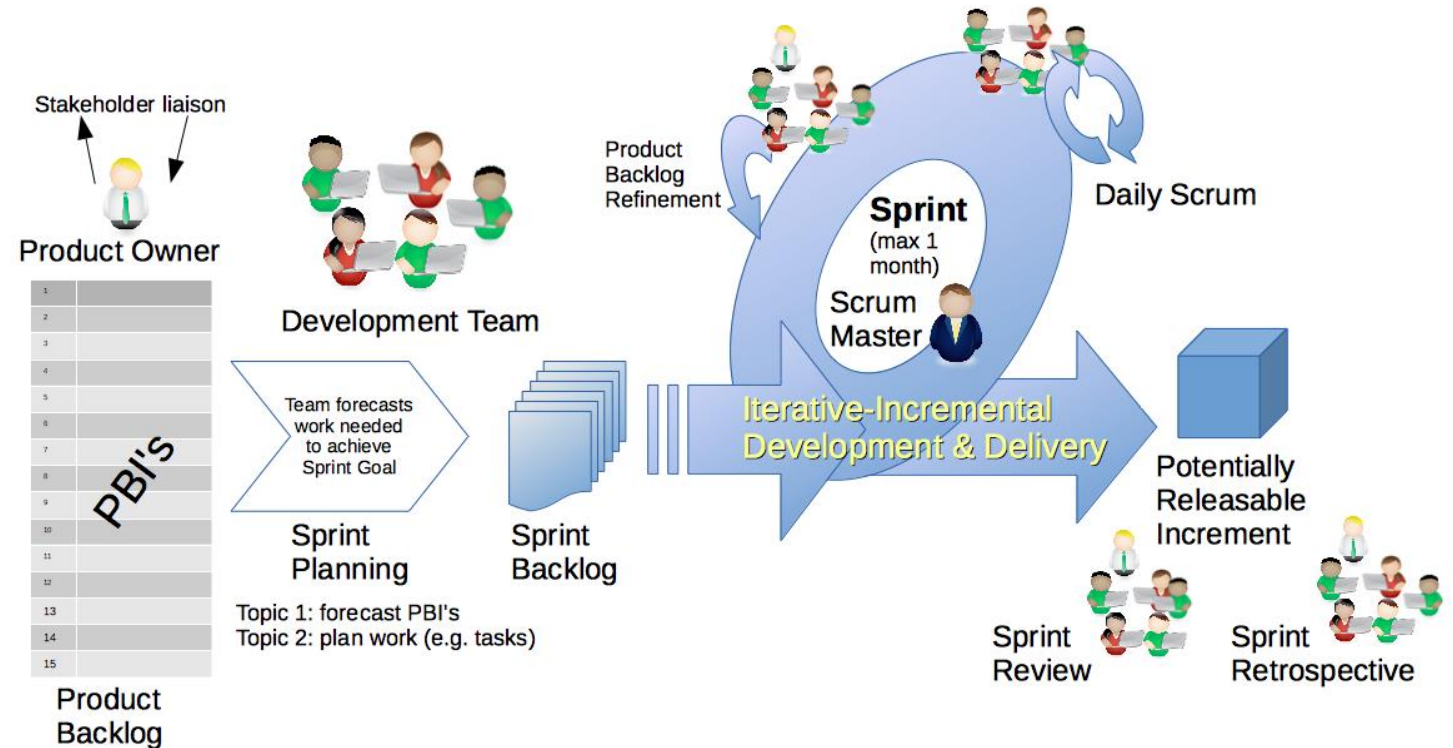 Stakeholder liaison
Product Owner
1
2
3
4
5
6
7
8
9
10
11
12
13
14
15
PBI's
Product
Backlog
Development Team
Team forecasts
work needed
to achieve
Sprint Goal
Sprint
Planning
Topic 1: forecast PBI's
Topic 2: plan work (e.g. tasks)
Sprint
Backlog
Product
Backlog
Refinement
Sprint
(max 1
month)
Scrum
Master
Daily Scrum
Iterative-Incremental
Development & Delivery
Potentially
Releasable
Increment
Sprint
Review
Sprint
Retrospective